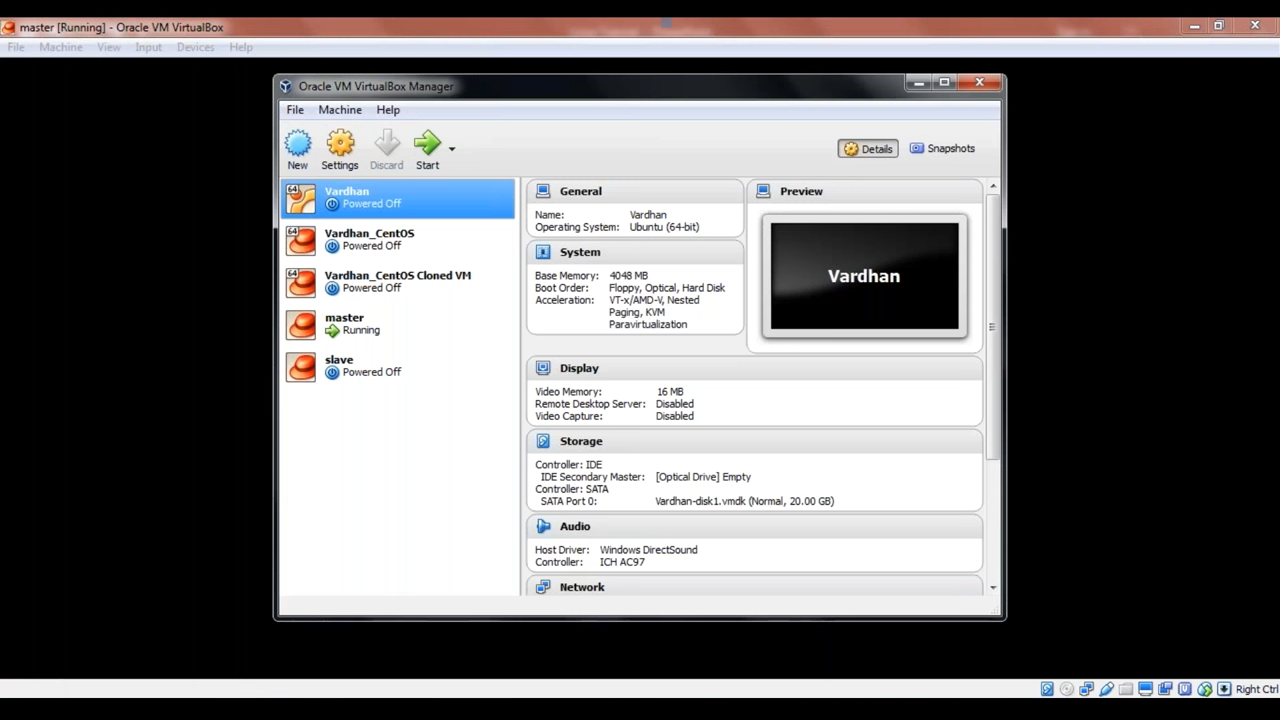 master [Running] - Oracle VM VirtualBox
File Machine View Input Devices Help
Oracle VM VirtualBox Manager
File Machine Help
New Settings Discard Start
Details Snapshots
64 Vardhan
Powered Off
64 Vardhan_CentOS
Powered Off
64 Vardhan_CentOS Cloned VM
Powered Off
master
Running
slave
Powered Off
General
Name: Vardhan
Operating System: Ubuntu (64-bit)
System
Base Memory: 4048 MB
Boot Order: Floppy, Optical, Hard Disk
Acceleration: VT-x/AMD-V, Nested
Paging, KVM
Paravirtualization
Preview
Vardhan
Display
Video Memory: 16 MB
Remote Desktop Server: Disabled
Video Capture: Disabled
Storage
Controller: IDE
IDE Secondary Master: [Optical Drive] Empty
Controller: SATA
SATA Port 0: Vardhan-disk1.vmdk (Normal, 20.00 GB)
Audio
Host Driver: Windows DirectSound
Controller: ICH AC97
Network
Right Ctrl